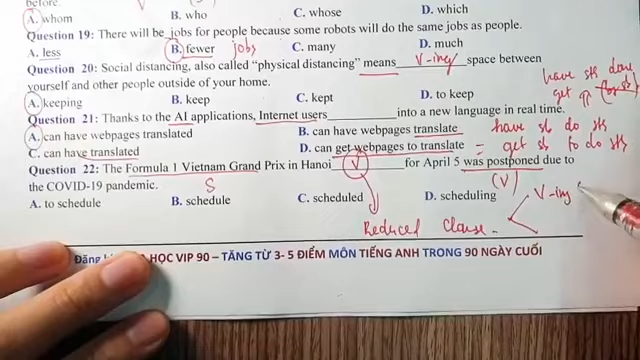 before.
A. whom B. who C. whose D. which
Question 19: There will be jobs for people because some robots will do the same jobs as people.
A. less B. fewer jobs C. many D. much
Question 20: Social distancing, also called “physical distancing” means________space between
V-ing
yourself and other people outside of your home.
have sth done
A. keeping B. keep C. kept D. to keep
get
Question 21: Thanks to the AI applications, Internet users________into a new language in real time.
A. can have webpages translated B. can have webpages translate
have sb do sth
C. can have translated D. can get webpages to translate
= get sb to do sth
Question 22: The Formula 1 Vietnam Grand Prix in Hanoi________for April 5 was postponed due to
V
the COVID-19 pandemic.
S (V) V-ing
A. to schedule B. schedule C. scheduled D. scheduling
Reduced Clause
HỌC VIP 90 – TĂNG TỪ 3- 5 ĐIỂM MÔN TIẾNG ANH TRONG 90 NGÀY CUỐI